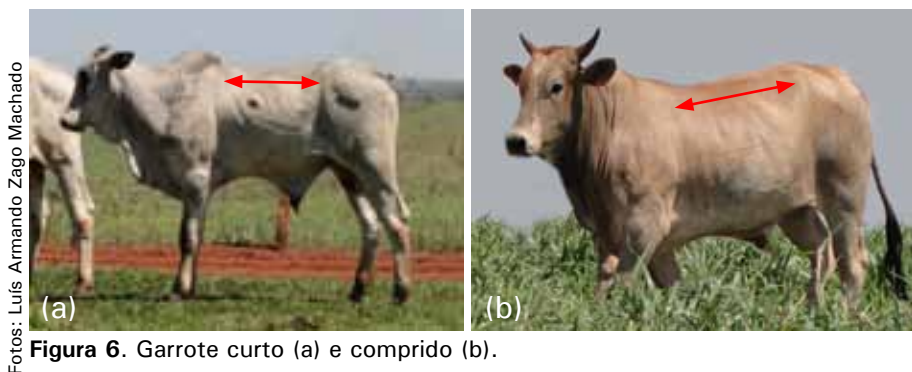 Fotos: Luís Armando Zago Machado
(a)
(b)
Figura 6. Garrote curto (a) e comprido (b).